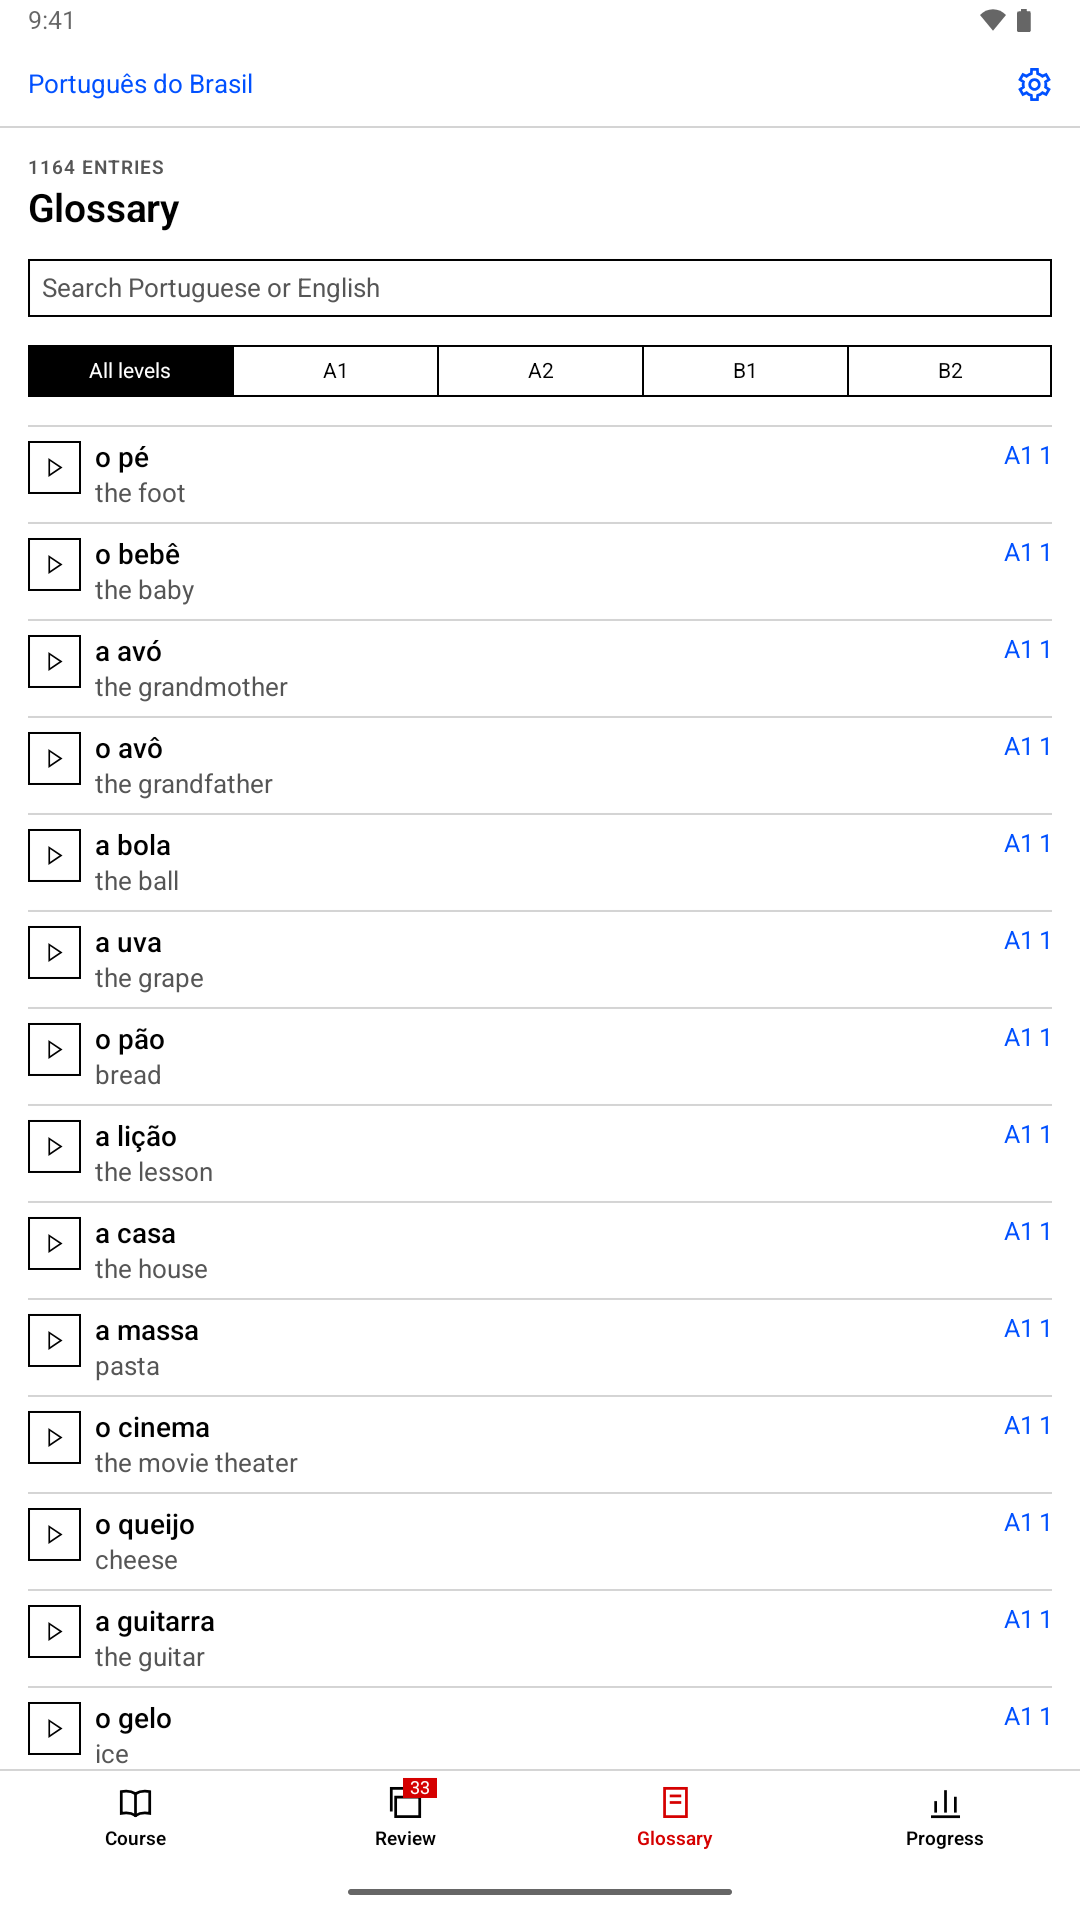 9:41
Português do Brasil
1164 ENTRIES
Glossary
Search Portuguese or English
All levels A1 A2 B1 B2
o pé A1 1
the foot
o bebê A1 1
the baby
a avó A1 1
the grandmother
o avô A1 1
the grandfather
a bola A1 1
the ball
a uva A1 1
the grape
o pão A1 1
bread
a lição A1 1
the lesson
a casa A1 1
the house
a massa A1 1
pasta
o cinema A1 1
the movie theater
o queijo A1 1
cheese
a guitarra A1 1
the guitar
o gelo A1 1
ice
33
Course Review Glossary Progress